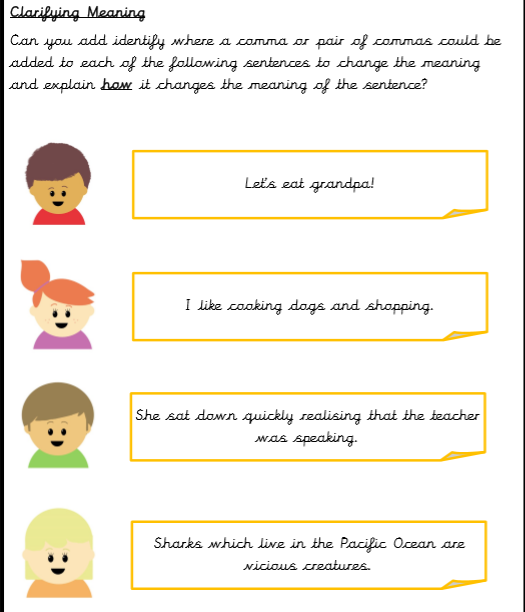 Clarifying Meaning
Can you add identify where a comma or pair of commas could be
added to each of the following sentences to change the meaning
and explain how it changes the meaning of the sentence?
Let's eat grandpa!
I like cooking dogs and shopping.
She sat down quickly realising that the teacher
was speaking.
Sharks which live in the Pacific Ocean are
vicious creatures.